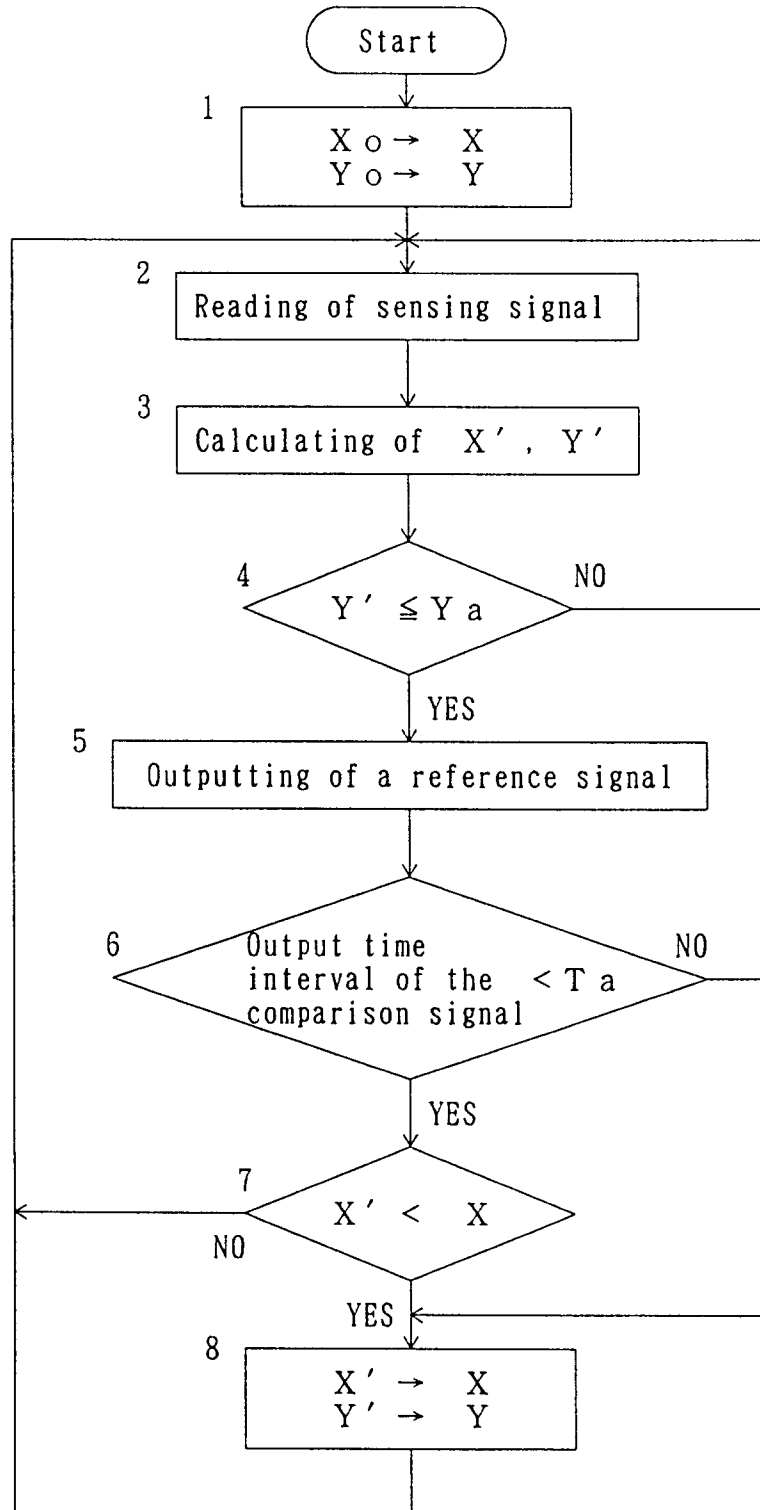 Start
1
X o → X
Y o → Y
2
Reading of sensing signal
3
Calculating of X′, Y′
4
Y′ ≦ Y a
NO
YES
5
Outputting of a reference signal
6
Output time
interval of the < T a
comparison signal
NO
YES
7
X′ < X
NO
YES
8
X′ → X
Y′ → Y